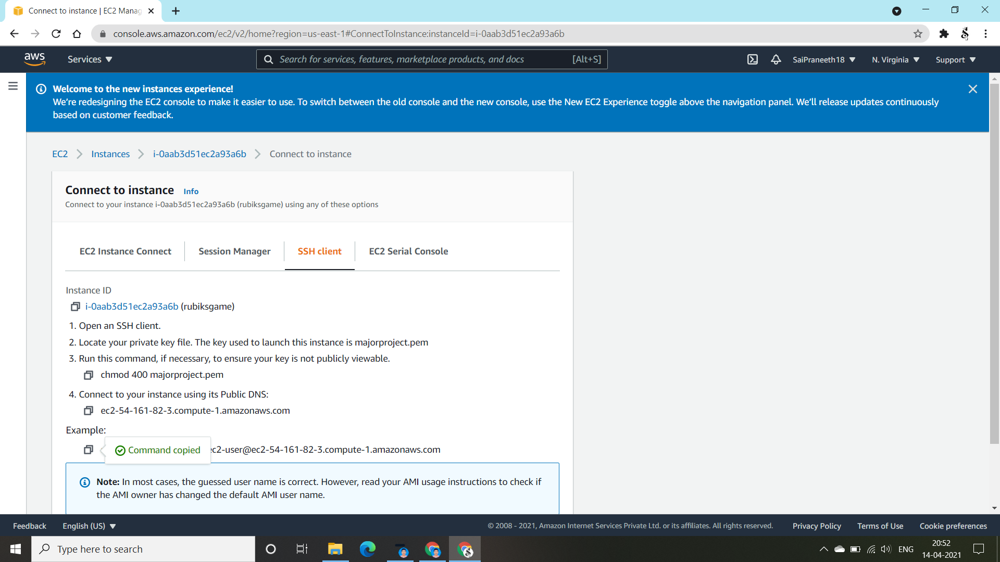 Connect to instance | EC2 Manag
console.aws.amazon.com/ec2/v2/home?region=us-east-1#ConnectToInstance:instanceId=i-0aab3d51ec2a93a6b
aws
Services
Search for services, features, marketplace products, and docs
[Alt+S]
SaiPraneeth18
N. Virginia
Support
Welcome to the new instances experience!
We're redesigning the EC2 console to make it easier to use. To switch between the old console and the new console, use the New EC2 Experience toggle above the navigation panel. We'll release updates continuously
based on customer feedback.
EC2
Instances
i-0aab3d51ec2a93a6b
Connect to instance
Connect to instance
Info
Connect to your instance i-0aab3d51ec2a93a6b (rubiksgame) using any of these options
EC2 Instance Connect
Session Manager
SSH client
EC2 Serial Console
Instance ID
i-0aab3d51ec2a93a6b (rubiksgame)
1. Open an SSH client.
2. Locate your private key file. The key used to launch this instance is majorproject.pem
3. Run this command, if necessary, to ensure your key is not publicly viewable.
chmod 400 majorproject.pem
4. Connect to your instance using its Public DNS:
ec2-54-161-82-3.compute-1.amazonaws.com
Example:
Command copied
ec2-user@ec2-54-161-82-3.compute-1.amazonaws.com
Note: In most cases, the guessed user name is correct. However, read your AMI usage instructions to check if
the AMI owner has changed the default AMI user name.
Feedback
English (US)
© 2008 - 2021, Amazon Internet Services Private Ltd. or its affiliates. All rights reserved.
Privacy Policy
Terms of Use
Cookie preferences
Type here to search
ENG
20:52
14-04-2021